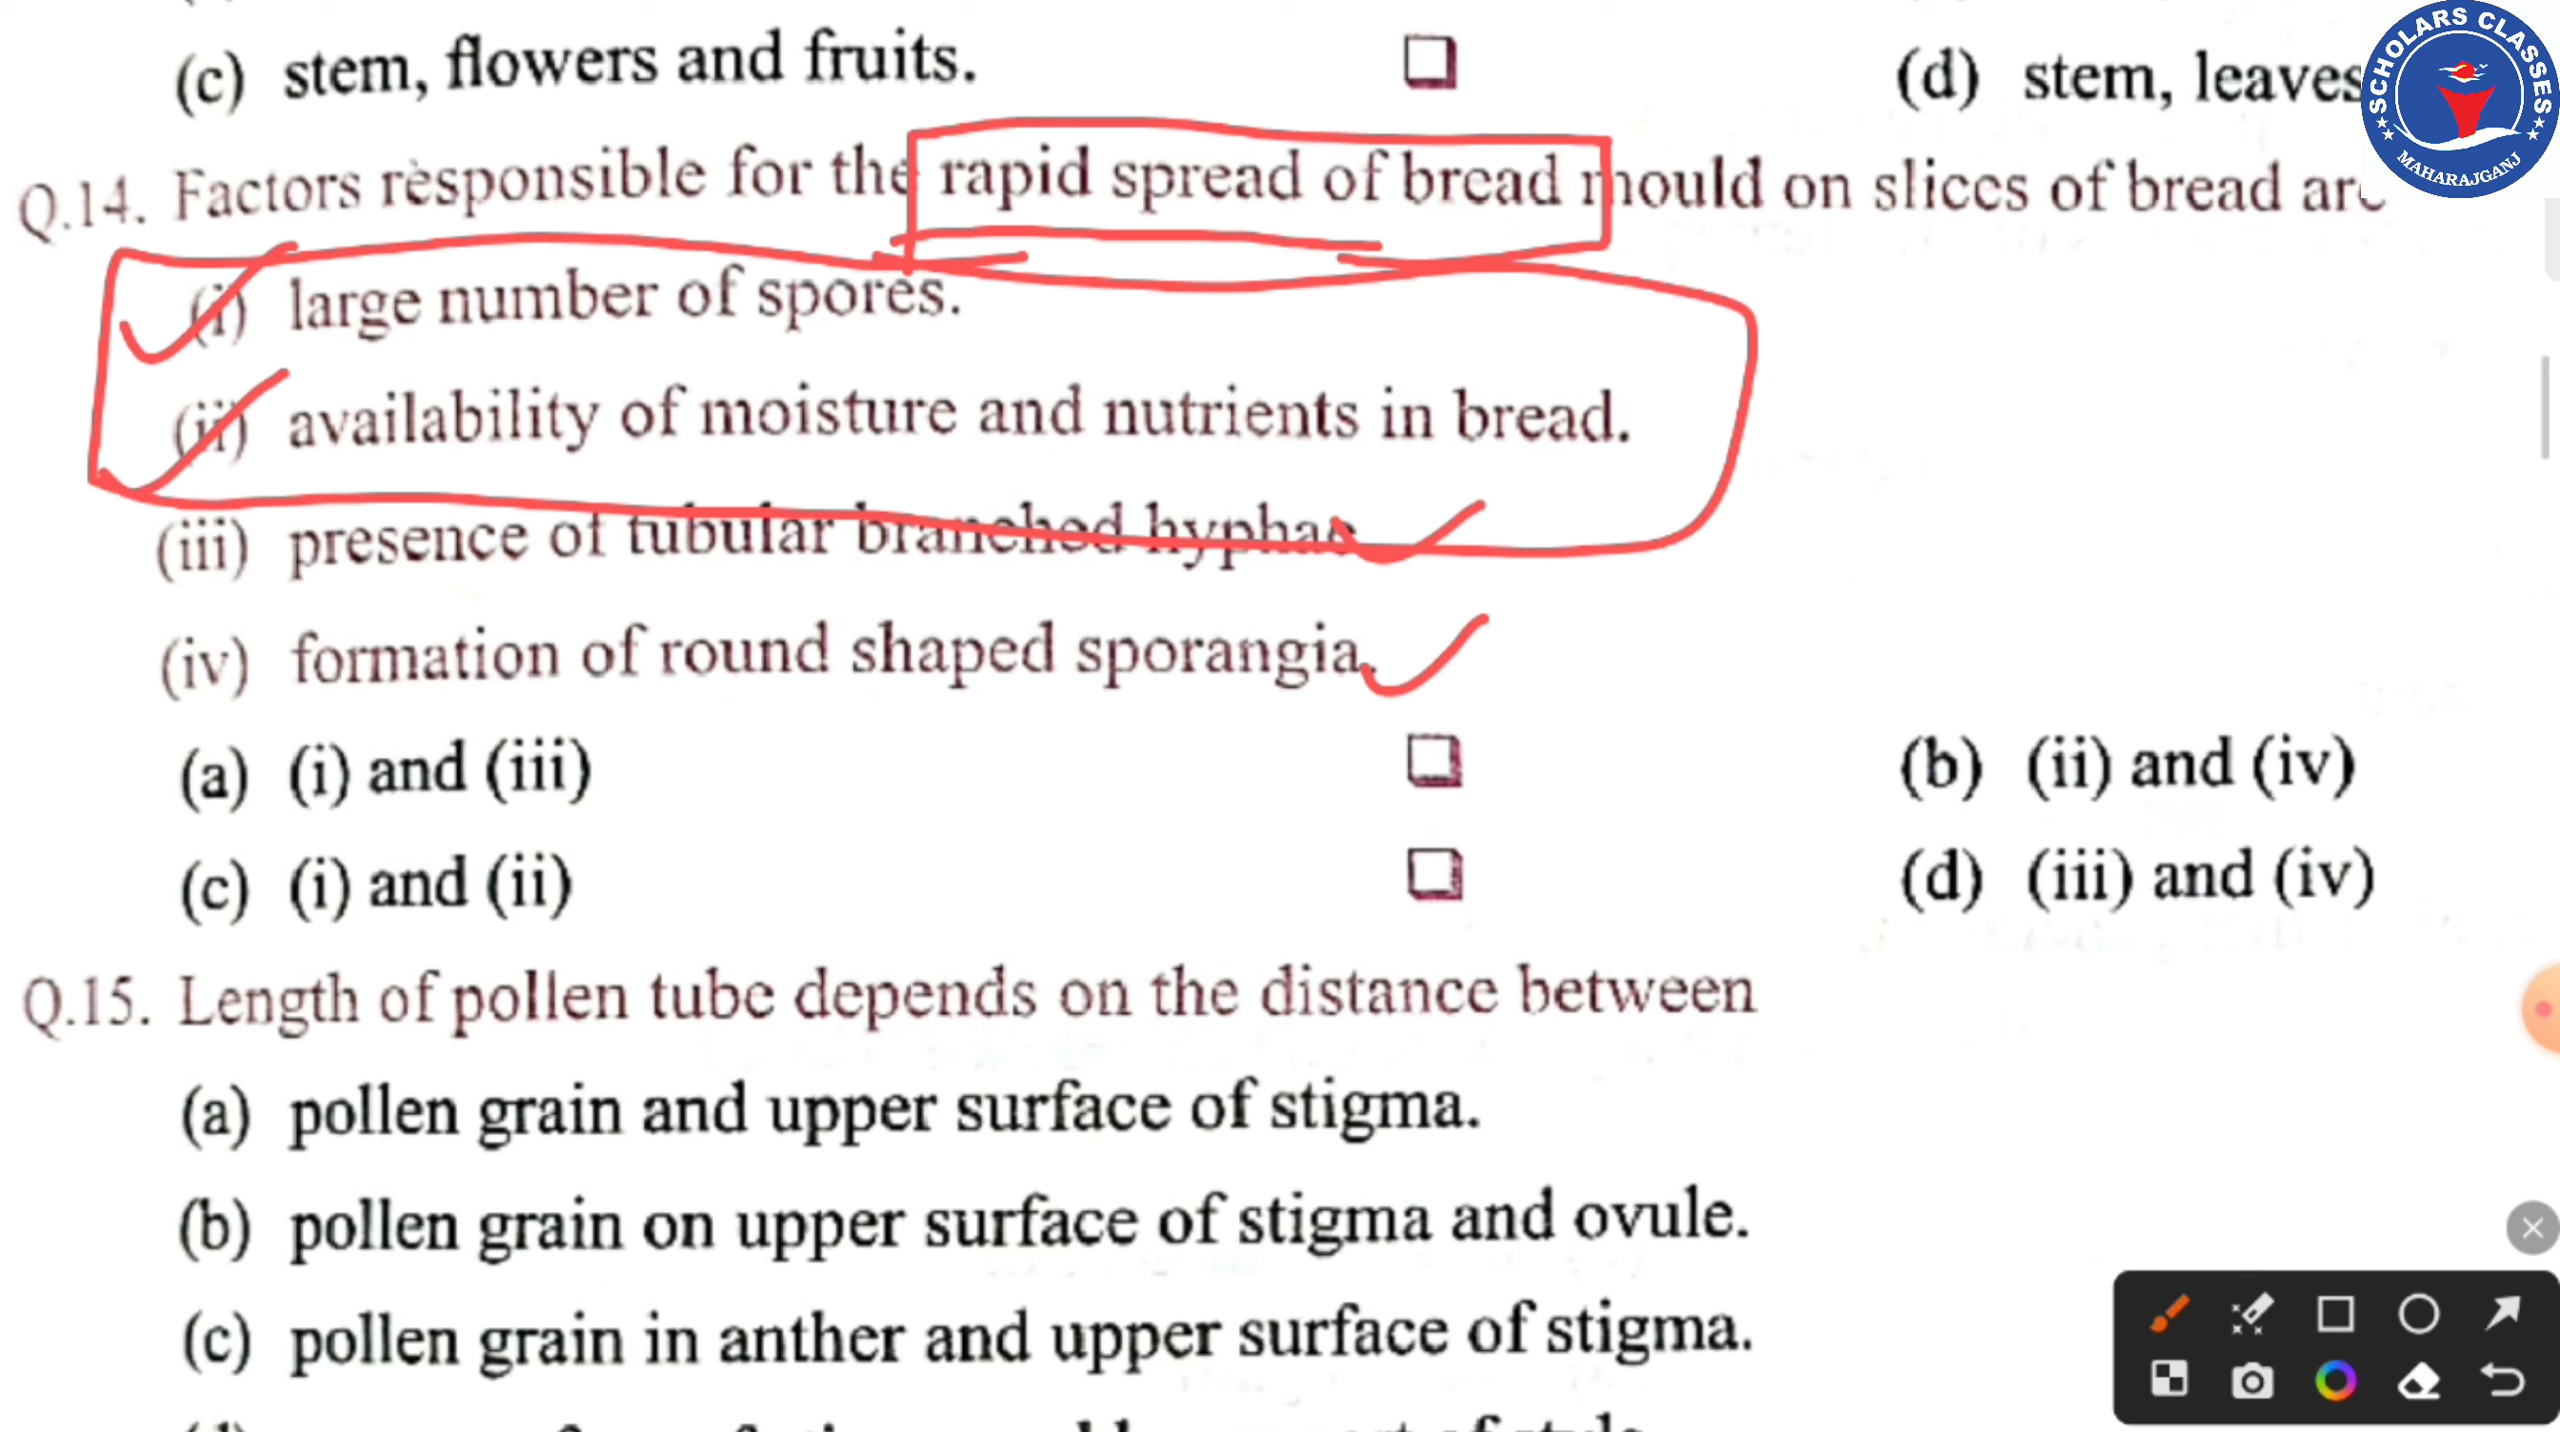 (c) stem, flowers and fruits.
(d) stem, leaves
Q.14. Factors responsible for the rapid spread of bread mould on slices of bread are
(i) large number of spores.
(ii) availability of moisture and nutrients in bread.
(iii) presence of tubular branched hyphae
(iv) formation of round shaped sporangia.
(a) (i) and (iii)
(b) (ii) and (iv)
(c) (i) and (ii)
(d) (iii) and (iv)
Q.15. Length of pollen tube depends on the distance between
(a) pollen grain and upper surface of stigma.
(b) pollen grain on upper surface of stigma and ovule.
(c) pollen grain in anther and upper surface of stigma.
SCHOLARS CLASSES
MAHARAJGANJ